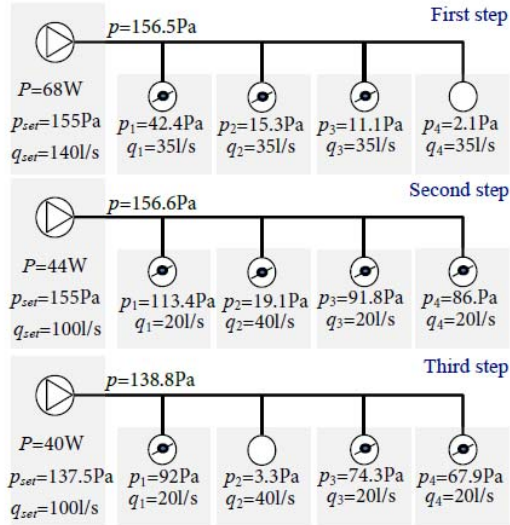 First step
p=156.5Pa
P=68W
pset=155Pa
qset=140l/s
p1=42.4Pa p2=15.3Pa p3=11.1Pa p4=2.1Pa
q1=35l/s q2=35l/s q3=35l/s q4=35l/s
Second step
p=156.6Pa
P=44W
pset=155Pa
qset=100l/s
p1=113.4Pa p2=19.1Pa p3=91.8Pa p4=86.Pa
q1=20l/s q2=40l/s q3=20l/s q4=20l/s
Third step
p=138.8Pa
P=40W
pset=137.5Pa p1=92Pa p2=3.3Pa p3=74.3Pa p4=67.9Pa
qset=100l/s q1=20l/s q2=40l/s q3=20l/s q4=20l/s